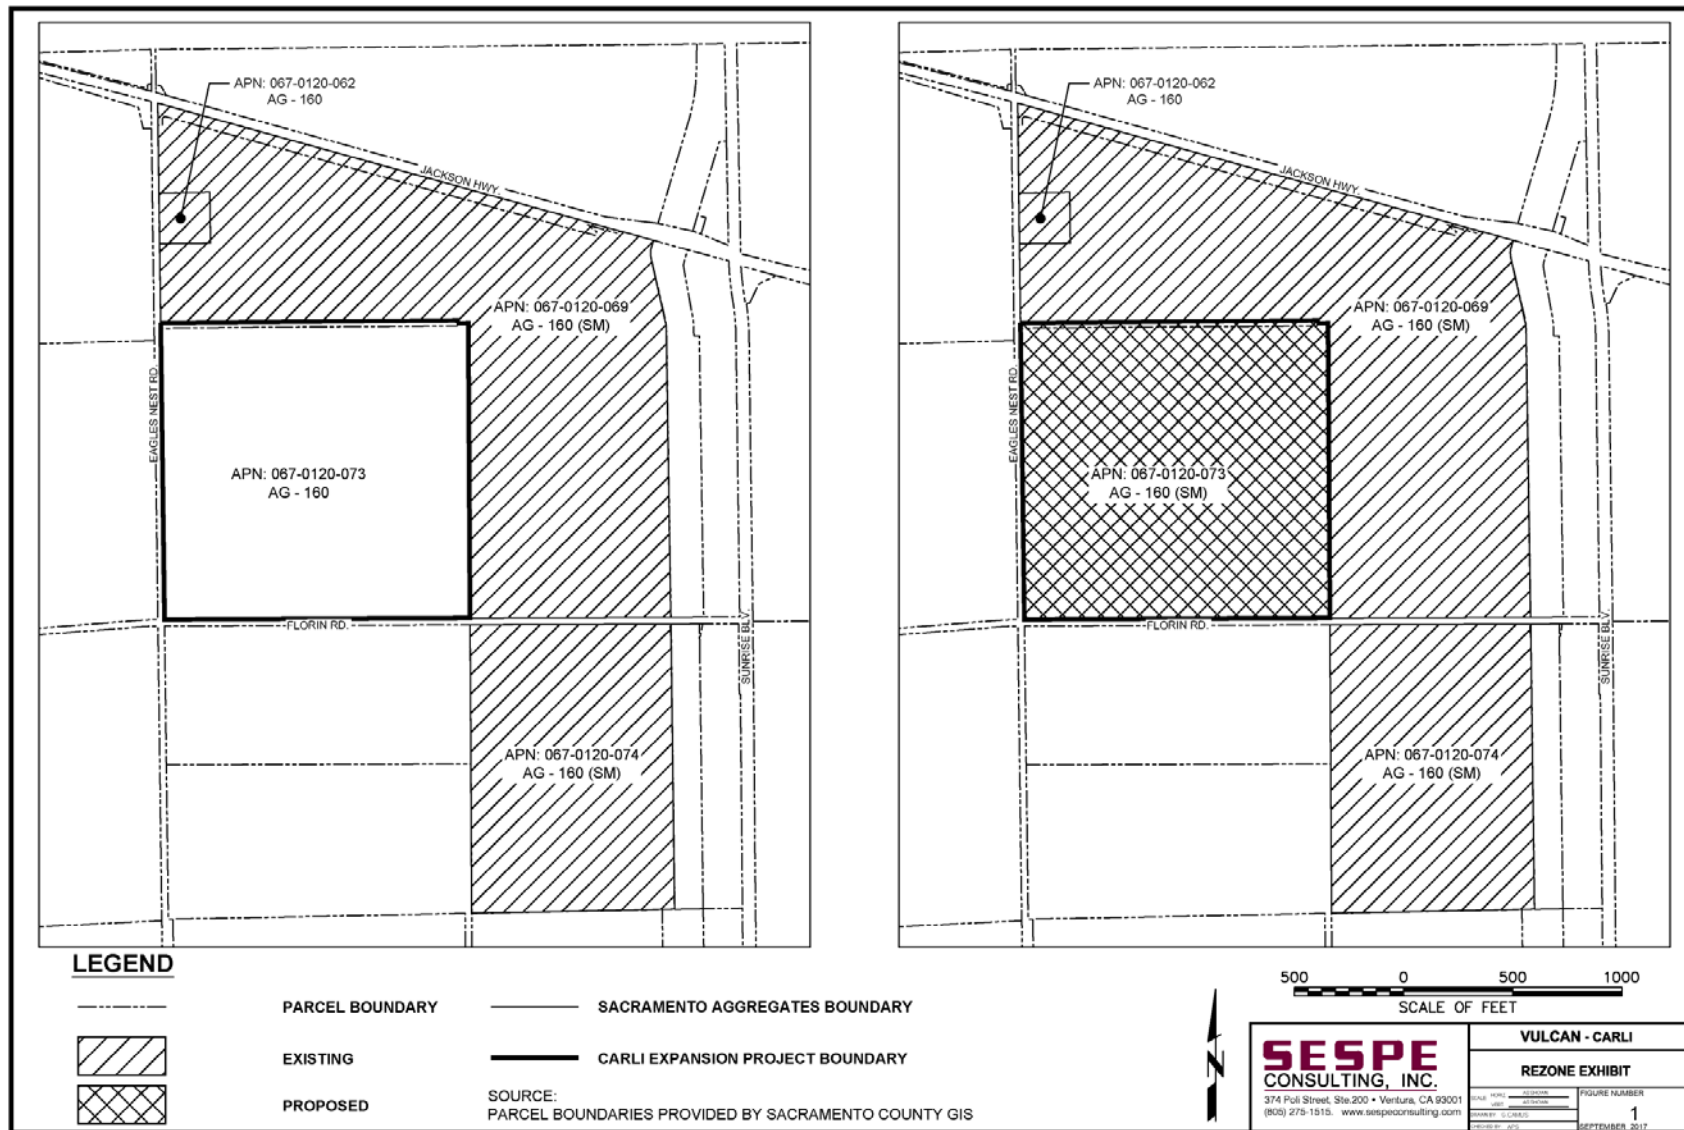 APN: 067-0120-062
AG - 160
JACKSON HWY.
APN: 067-0120-069
AG - 160 (SM)
EAGLES NEST RD.
APN: 067-0120-073
AG - 160
FLORIN RD.
SUNRISE BLV.
APN: 067-0120-074
AG - 160 (SM)
APN: 067-0120-062
AG - 160
JACKSON HWY.
APN: 067-0120-069
AG - 160 (SM)
EAGLES NEST RD.
APN: 067-0120-073
AG - 160 (SM)
FLORIN RD.
SUNRISE BLV.
APN: 067-0120-074
AG - 160 (SM)
LEGEND
PARCEL BOUNDARY
SACRAMENTO AGGREGATES BOUNDARY
EXISTING
CARLI EXPANSION PROJECT BOUNDARY
PROPOSED
SOURCE:
PARCEL BOUNDARIES PROVIDED BY SACRAMENTO COUNTY GIS
N
500 0 500 1000
SCALE OF FEET
SESPE
CONSULTING, INC.
374 Poli Street, Ste.200 • Ventura, CA 93001
(805) 275-1515. www.sespeconsulting.com
VULCAN - CARLI
REZONE EXHIBIT
SCALE
FIGURE NUMBER
1
SEPTEMBER 2017